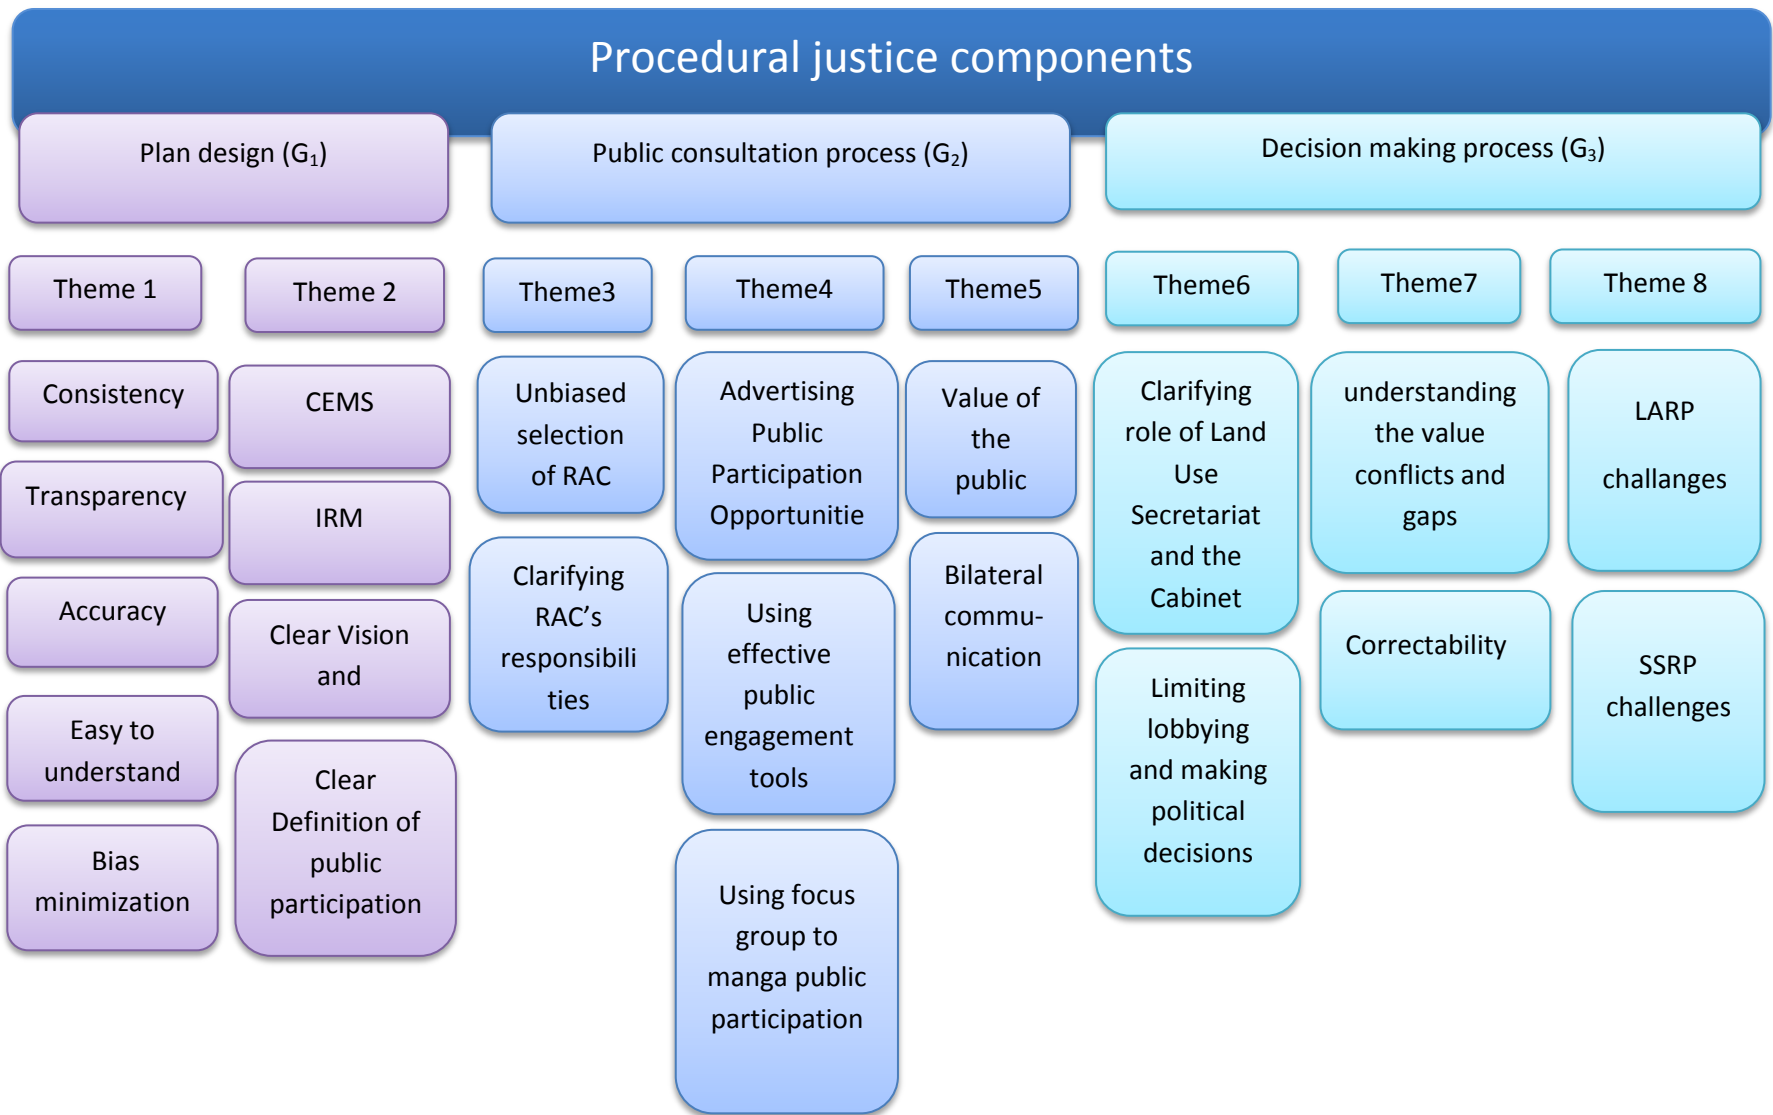 Procedural justice components
Plan design (G₁)
Public consultation process (G₂)
Decision making process (G₃)
Theme 1
Theme 2
Theme3
Theme4
Theme5
Theme6
Theme7
Theme 8
Consistency
Transparency
Accuracy
Easy to
understand
Bias
minimization
CEMS
IRM
Clear Vision
and
Clear
Definition of
public
participation
Unbiased
selection
of RAC
Clarifying
RAC’s
responsibili
ties
Advertising
Public
Participation
Opportunitie
Using
effective
public
engagement
tools
Using focus
group to
manga public
participation
Value of
the
public
Bilateral
commu-
nication
Clarifying
role of Land
Use
Secretariat
and the
Cabinet
Limiting
lobbying
and making
political
decisions
understanding
the value
conflicts and
gaps
Correctability
LARP
challanges
SSRP
challenges